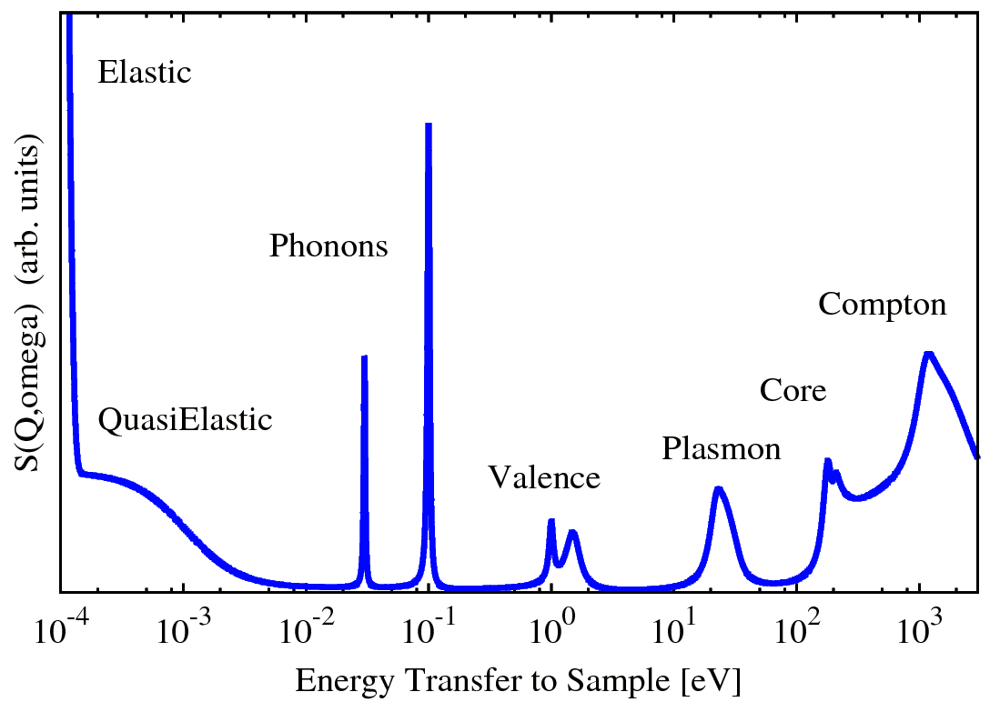 Elastic
Phonons
Compton
Core
QuasiElastic
Plasmon
Valence
S(Q,omega) (arb. units)
10^-4 10^-3 10^-2 10^-1 10^0 10^1 10^2 10^3
Energy Transfer to Sample [eV]